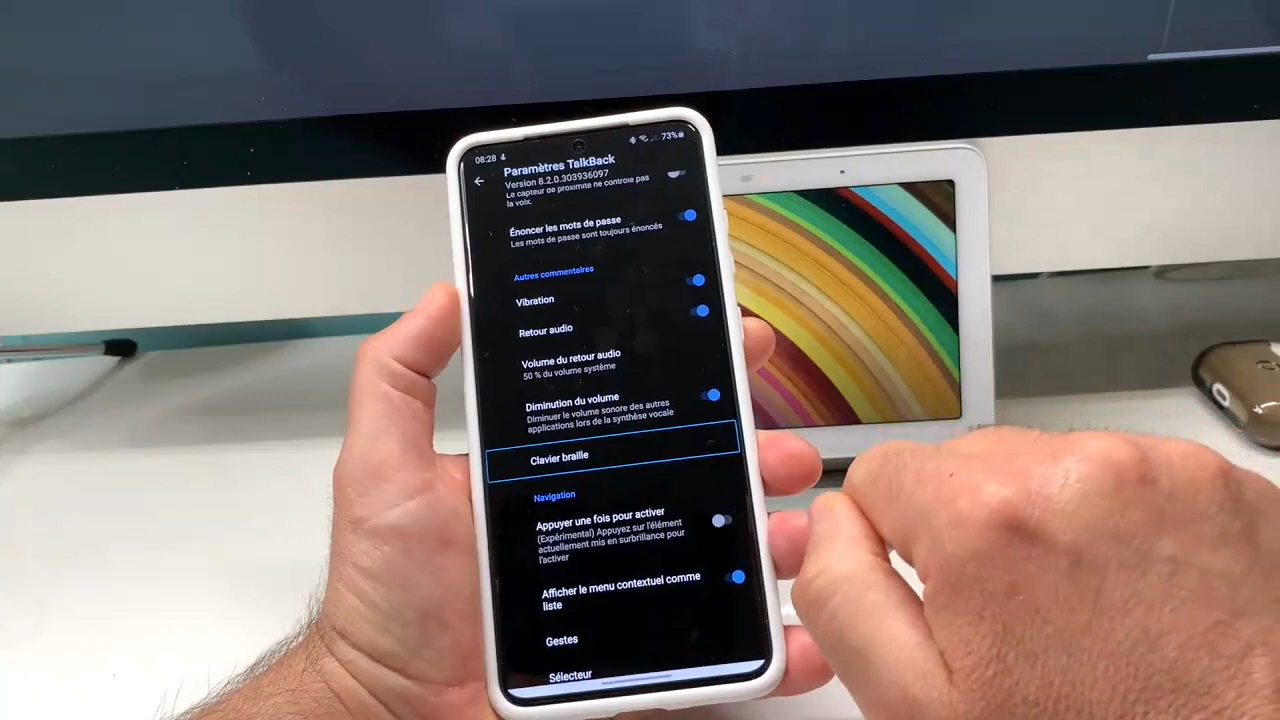 08:28
73%
Paramètres TalkBack
Version 8.2.0.303936097
Le capteur de proximité ne contrôle pas
la voix.
Énoncer les mots de passe
Les mots de passe sont toujours énoncés
Autres commentaires
Vibration
Retour audio
Volume du retour audio
50 % du volume système
Diminution du volume
Diminuer le volume sonore des autres
applications lors de la synthèse vocale
Clavier braille
Navigation
Appuyer une fois pour activer
(Expérimental) Appuyez sur l'élément
actuellement mis en surbrillance pour
l'activer
Afficher le menu contextuel comme
liste
Gestes
Sélecteur